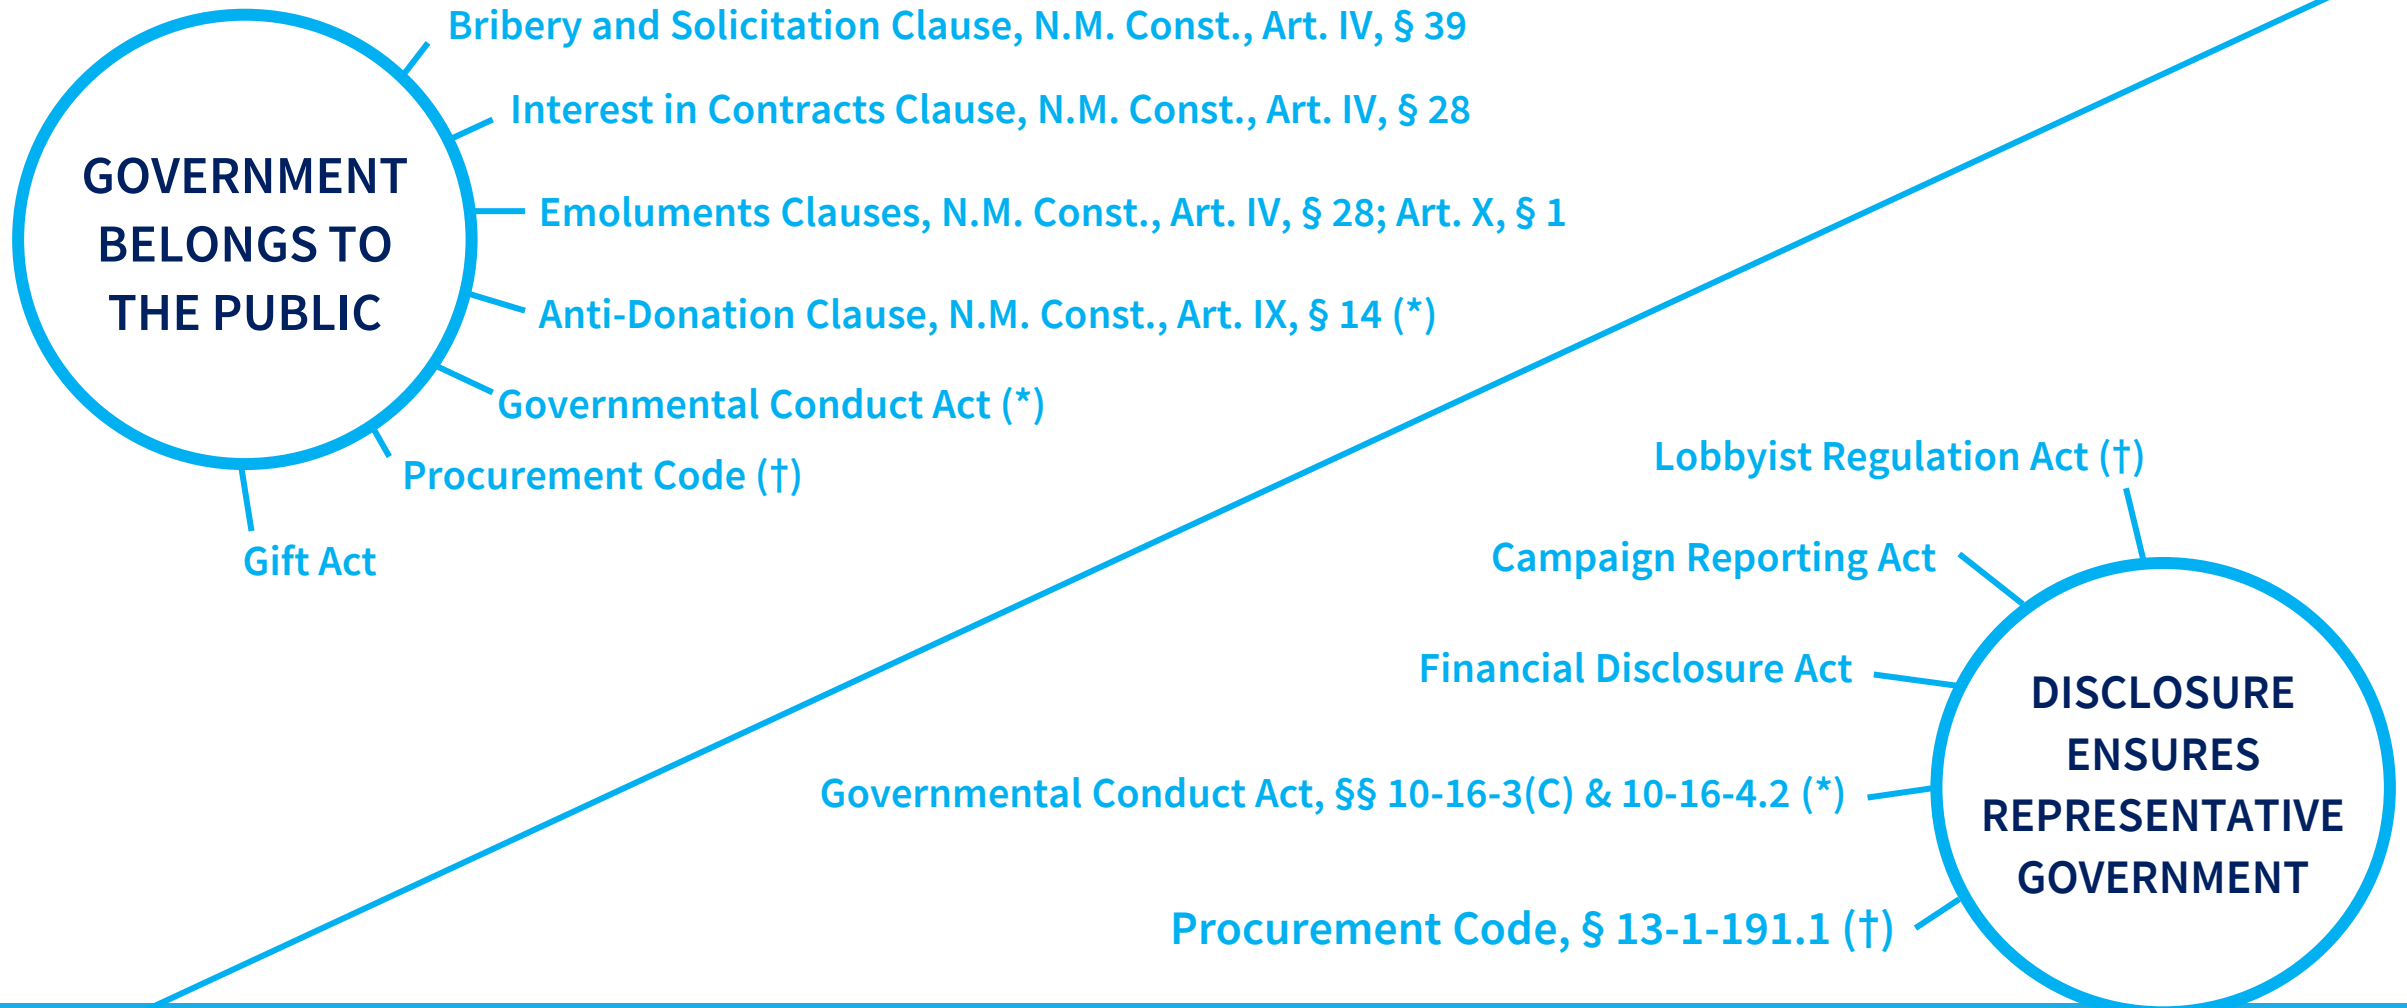 Bribery and Solicitation Clause, N.M. Const., Art. IV, § 39
Interest in Contracts Clause, N.M. Const., Art. IV, § 28
GOVERNMENT
BELONGS TO
THE PUBLIC
Emoluments Clauses, N.M. Const., Art. IV, § 28; Art. X, § 1
Anti-Donation Clause, N.M. Const., Art. IX, § 14 (*)
Governmental Conduct Act (*)
Procurement Code (†)
Gift Act
Lobbyist Regulation Act (†)
Campaign Reporting Act
Financial Disclosure Act
Governmental Conduct Act, §§ 10-16-3(C) & 10-16-4.2 (*)
Procurement Code, § 13-1-191.1 (†)
DISCLOSURE
ENSURES
REPRESENTATIVE
GOVERNMENT